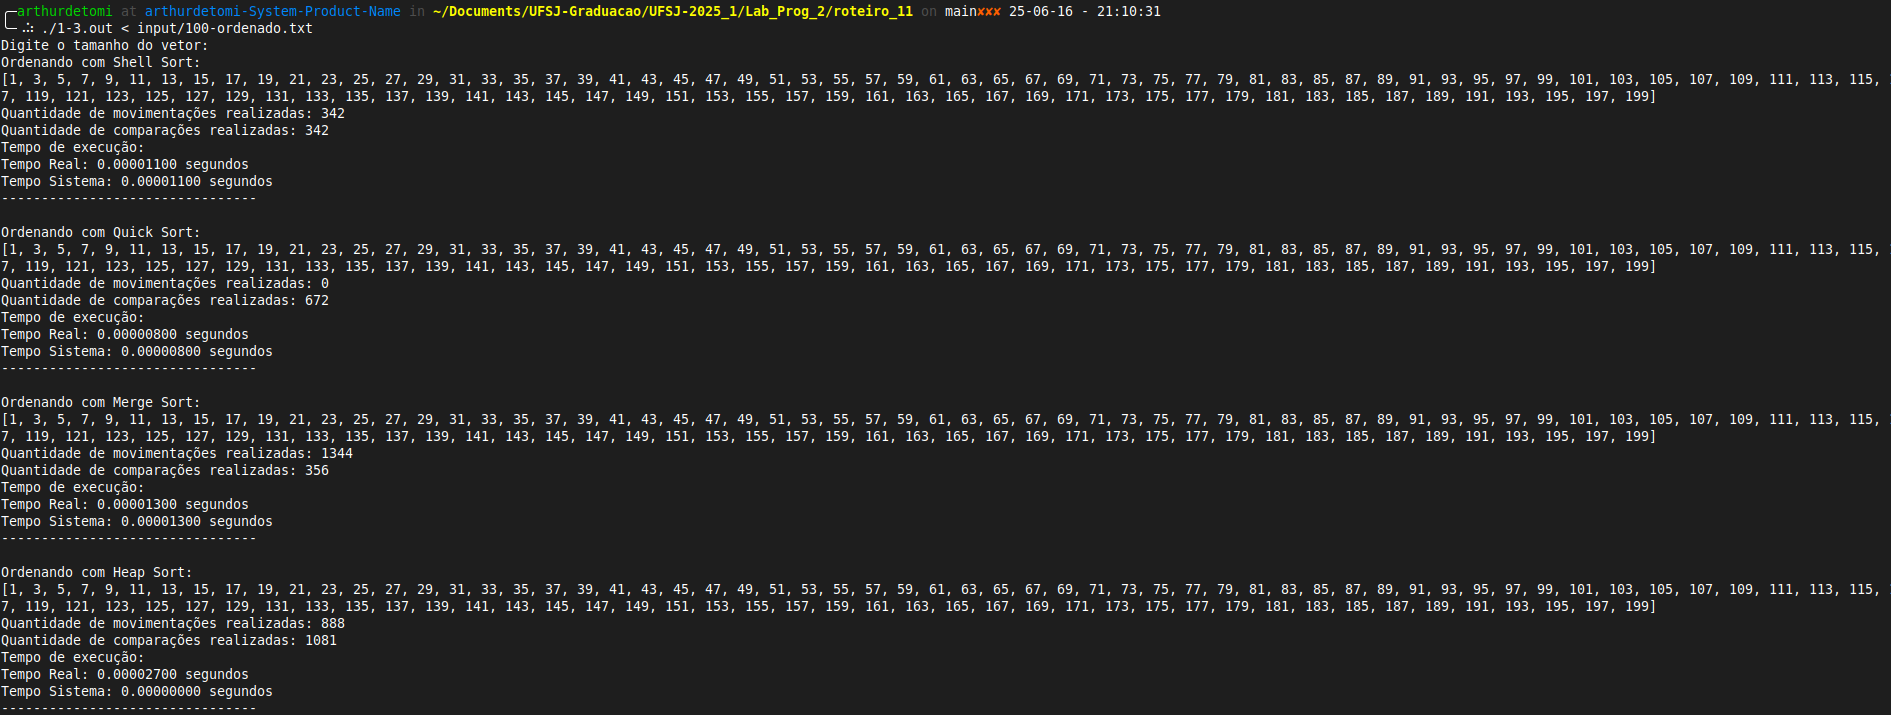 arthurdetomi at arthurdetomi-System-Product-Name in ~/Documents/UFSJ-Graduacao/UFSJ-2025_1/Lab_Prog_2/roteiro_11 on main✘✘✘ 25-06-16 - 21:10:31
./1-3.out < input/100-ordenado.txt
Digite o tamanho do vetor:
Ordenando com Shell Sort:
[1, 3, 5, 7, 9, 11, 13, 15, 17, 19, 21, 23, 25, 27, 29, 31, 33, 35, 37, 39, 41, 43, 45, 47, 49, 51, 53, 55, 57, 59, 61, 63, 65, 67, 69, 71, 73, 75, 77, 79, 81, 83, 85, 87, 89, 91, 93, 95, 97, 99, 101, 103, 105, 107, 109, 111, 113, 115,
7, 119, 121, 123, 125, 127, 129, 131, 133, 135, 137, 139, 141, 143, 145, 147, 149, 151, 153, 155, 157, 159, 161, 163, 165, 167, 169, 171, 173, 175, 177, 179, 181, 183, 185, 187, 189, 191, 193, 195, 197, 199]
Quantidade de movimentações realizadas: 342
Quantidade de comparações realizadas: 342
Tempo de execução:
Tempo Real: 0.00001100 segundos
Tempo Sistema: 0.00001100 segundos
--------------------------------
Ordenando com Quick Sort:
[1, 3, 5, 7, 9, 11, 13, 15, 17, 19, 21, 23, 25, 27, 29, 31, 33, 35, 37, 39, 41, 43, 45, 47, 49, 51, 53, 55, 57, 59, 61, 63, 65, 67, 69, 71, 73, 75, 77, 79, 81, 83, 85, 87, 89, 91, 93, 95, 97, 99, 101, 103, 105, 107, 109, 111, 113, 115,
7, 119, 121, 123, 125, 127, 129, 131, 133, 135, 137, 139, 141, 143, 145, 147, 149, 151, 153, 155, 157, 159, 161, 163, 165, 167, 169, 171, 173, 175, 177, 179, 181, 183, 185, 187, 189, 191, 193, 195, 197, 199]
Quantidade de movimentações realizadas: 0
Quantidade de comparações realizadas: 672
Tempo de execução:
Tempo Real: 0.00000800 segundos
Tempo Sistema: 0.00000800 segundos
--------------------------------
Ordenando com Merge Sort:
[1, 3, 5, 7, 9, 11, 13, 15, 17, 19, 21, 23, 25, 27, 29, 31, 33, 35, 37, 39, 41, 43, 45, 47, 49, 51, 53, 55, 57, 59, 61, 63, 65, 67, 69, 71, 73, 75, 77, 79, 81, 83, 85, 87, 89, 91, 93, 95, 97, 99, 101, 103, 105, 107, 109, 111, 113, 115,
7, 119, 121, 123, 125, 127, 129, 131, 133, 135, 137, 139, 141, 143, 145, 147, 149, 151, 153, 155, 157, 159, 161, 163, 165, 167, 169, 171, 173, 175, 177, 179, 181, 183, 185, 187, 189, 191, 193, 195, 197, 199]
Quantidade de movimentações realizadas: 1344
Quantidade de comparações realizadas: 356
Tempo de execução:
Tempo Real: 0.00001300 segundos
Tempo Sistema: 0.00001300 segundos
--------------------------------
Ordenando com Heap Sort:
[1, 3, 5, 7, 9, 11, 13, 15, 17, 19, 21, 23, 25, 27, 29, 31, 33, 35, 37, 39, 41, 43, 45, 47, 49, 51, 53, 55, 57, 59, 61, 63, 65, 67, 69, 71, 73, 75, 77, 79, 81, 83, 85, 87, 89, 91, 93, 95, 97, 99, 101, 103, 105, 107, 109, 111, 113, 115,
7, 119, 121, 123, 125, 127, 129, 131, 133, 135, 137, 139, 141, 143, 145, 147, 149, 151, 153, 155, 157, 159, 161, 163, 165, 167, 169, 171, 173, 175, 177, 179, 181, 183, 185, 187, 189, 191, 193, 195, 197, 199]
Quantidade de movimentações realizadas: 888
Quantidade de comparações realizadas: 1081
Tempo de execução:
Tempo Real: 0.00002700 segundos
Tempo Sistema: 0.00000000 segundos
--------------------------------